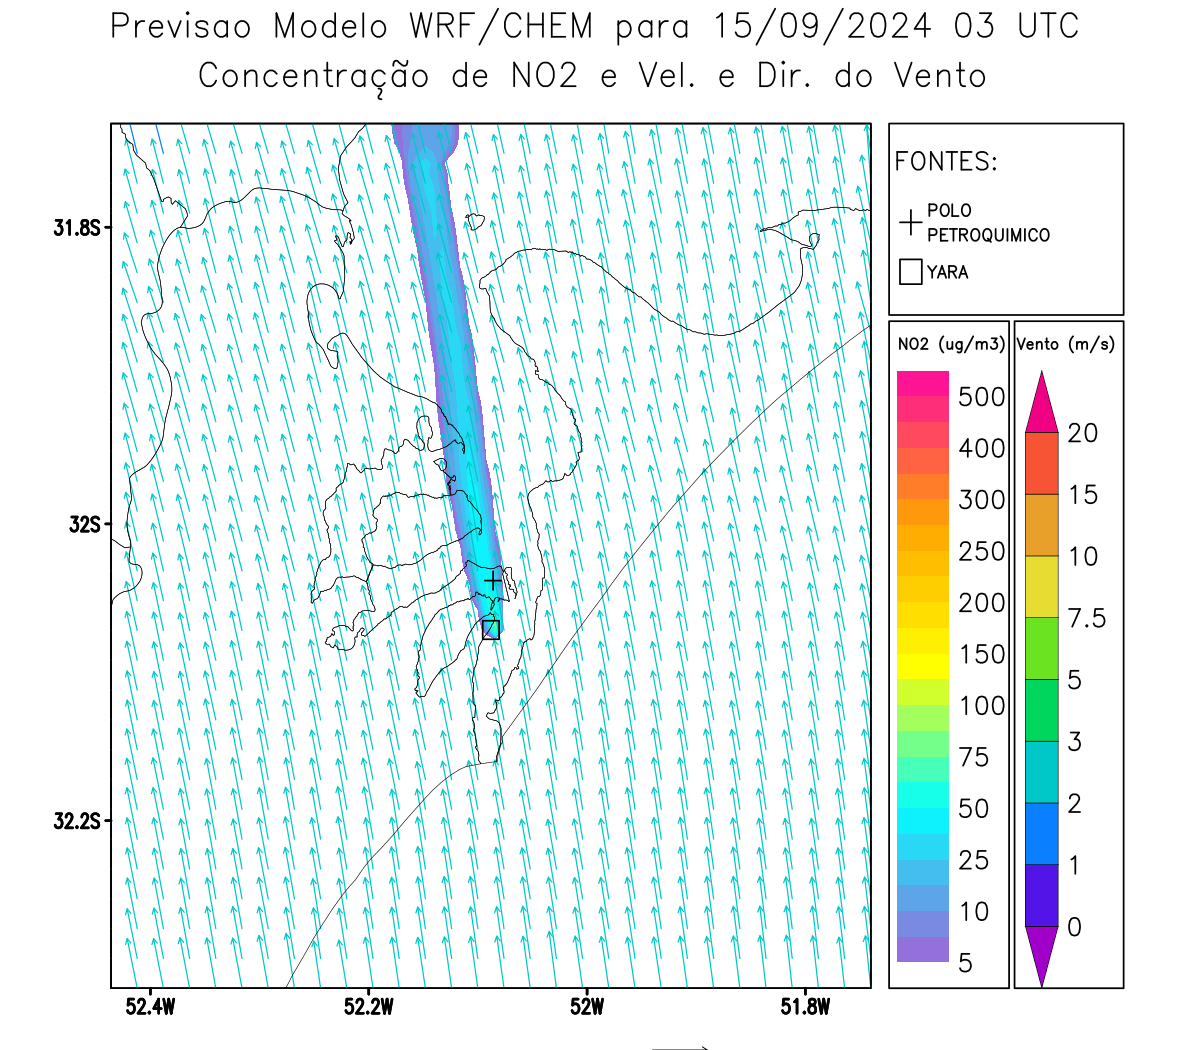 Previsao Modelo WRF/CHEM para 15/09/2024 03 UTC
Concentração de NO2 e Vel. e Dir. do Vento
FONTES:
POLO
PETROQUIMICO
YARA
NO2 (ug/m3)
500
400
300
250
200
150
100
75
50
25
10
5
Vento (m/s)
20
15
10
7.5
5
3
2
1
0
31.8S
32S
32.2S
52.4W
52.2W
52W
51.8W